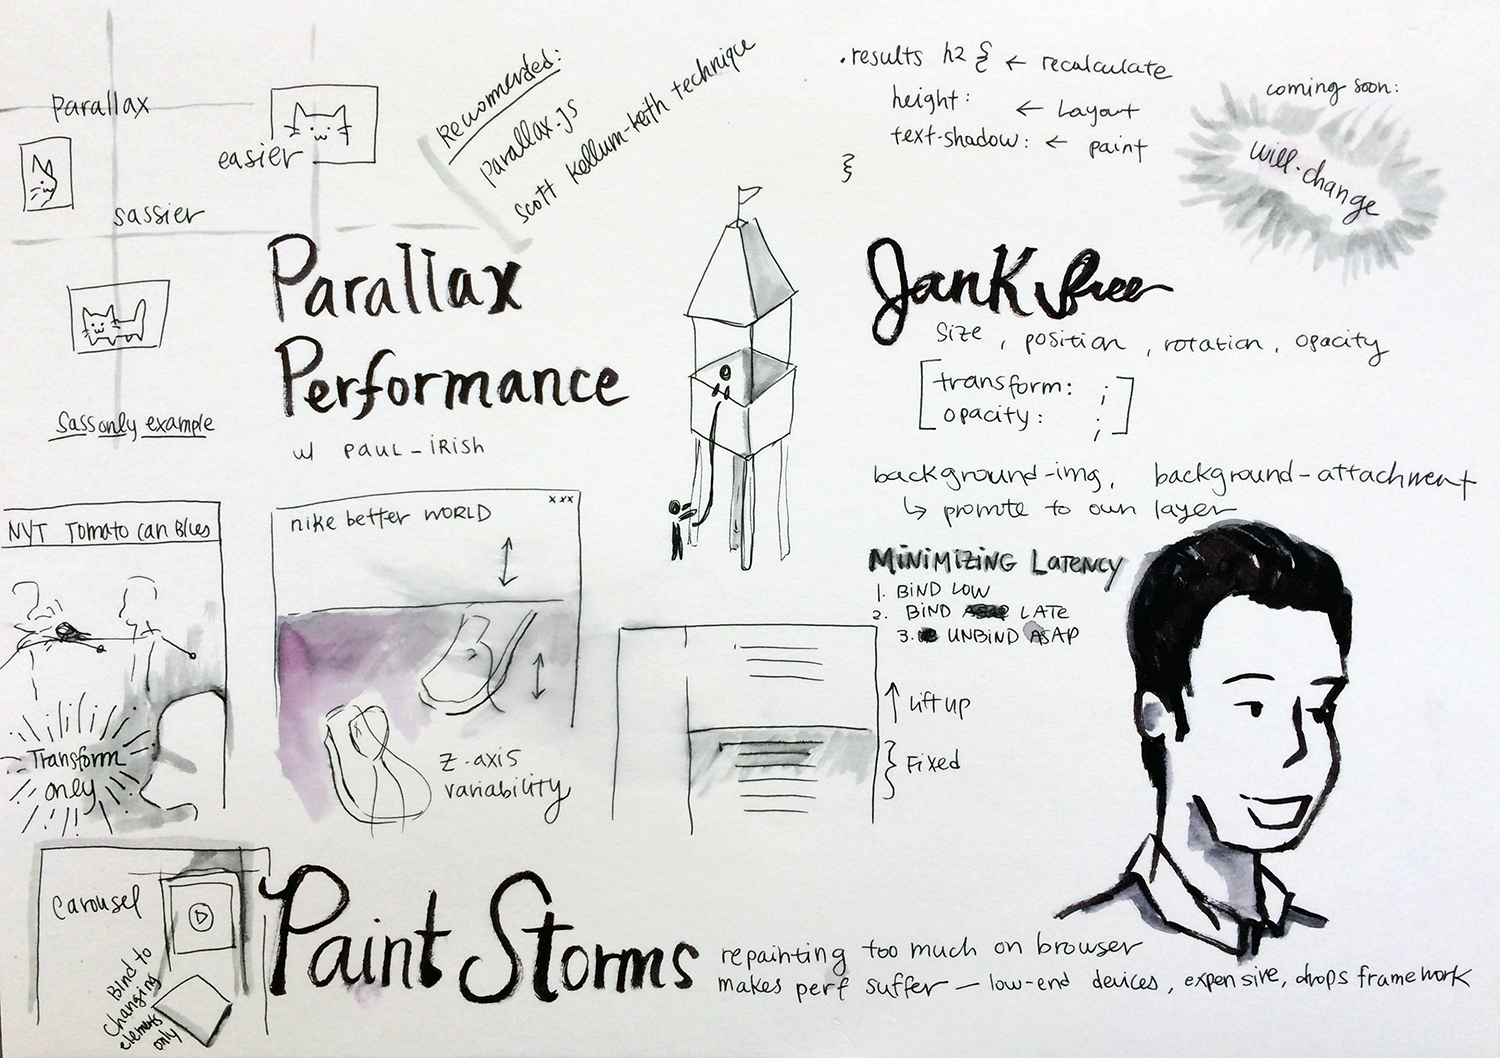 parallax
easier
sassier
Sass only example
Recommended:
Parallax.js
Scott Kellum-Keith technique
.results h2 { ← recalculate
height: ← Layout
text-shadow: ← paint
}
coming soon:
will-change
Parallax
Performance
w/ PAUL_IRISH
Jank free
Size, position, rotation, opacity
[transform: ;]
[opacity: ;]
background-img, background-attachment
↳ promote to own layer
MINIMIZING LATENCY
1. BIND LOW
2. BIND LATE
3. UNBIND ASAP
NYT Tomato can Blues
Transform
only
nike better WORLD
xxx
z-axis
variability
↑ Lift up
} Fixed
carousel
Bind to
changing
elements
only
Paint Storms
repainting too much on browser
makes perf suffer — low-end devices, expensive, drops framework